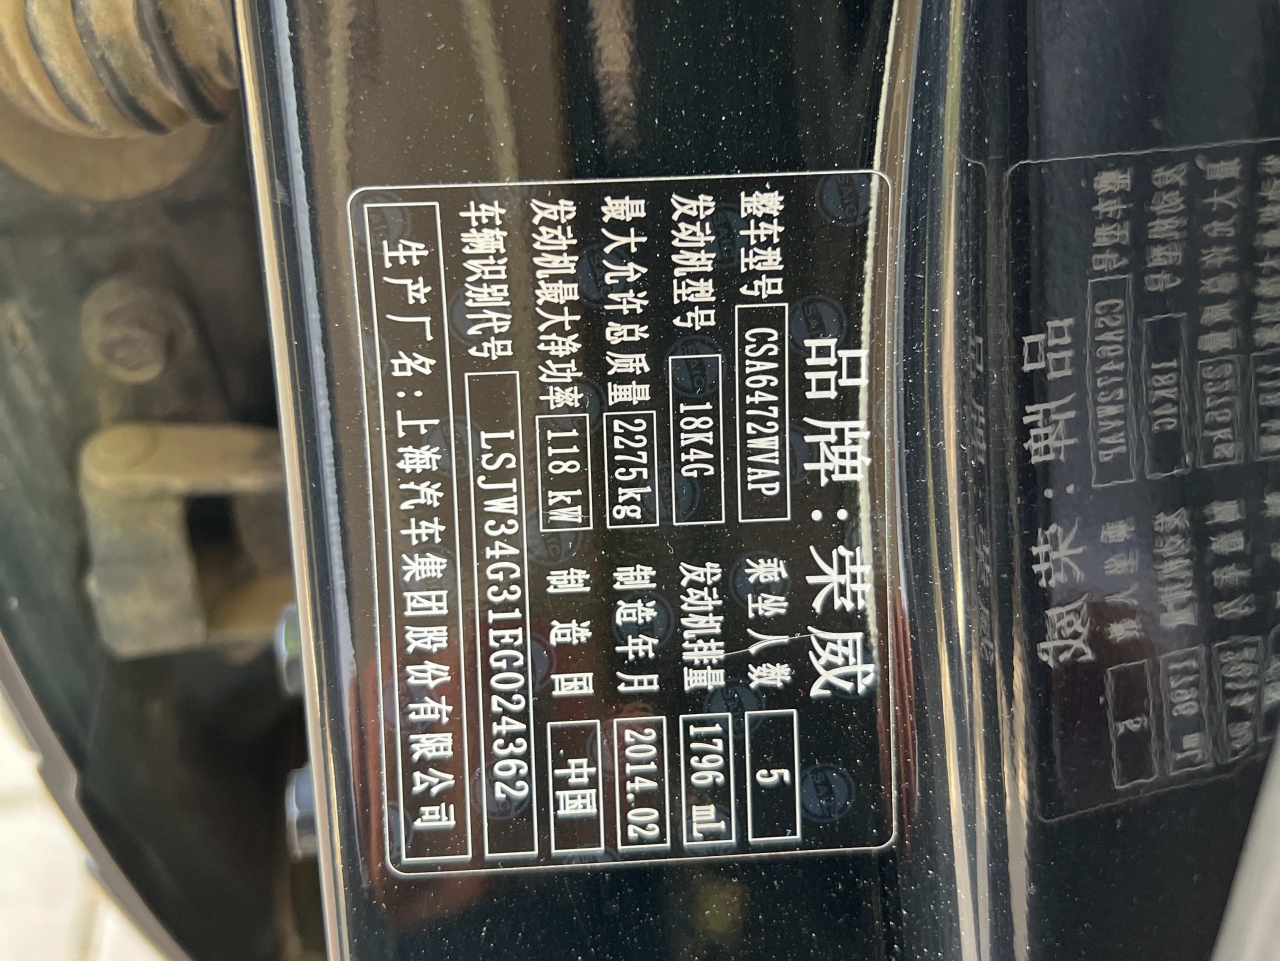 品牌:荣威
整车型号 CSA6472WVAP 乘坐人数 5
发动机型号 18K4G 发动机排量 1796 mL
最大允许总质量 2275kg 制造年月 2014.02
发动机最大净功率 118 kW 制造国 中国
车辆识别代号 LSJW34G31EG024362
生产厂名:上海汽车集团股份有限公司